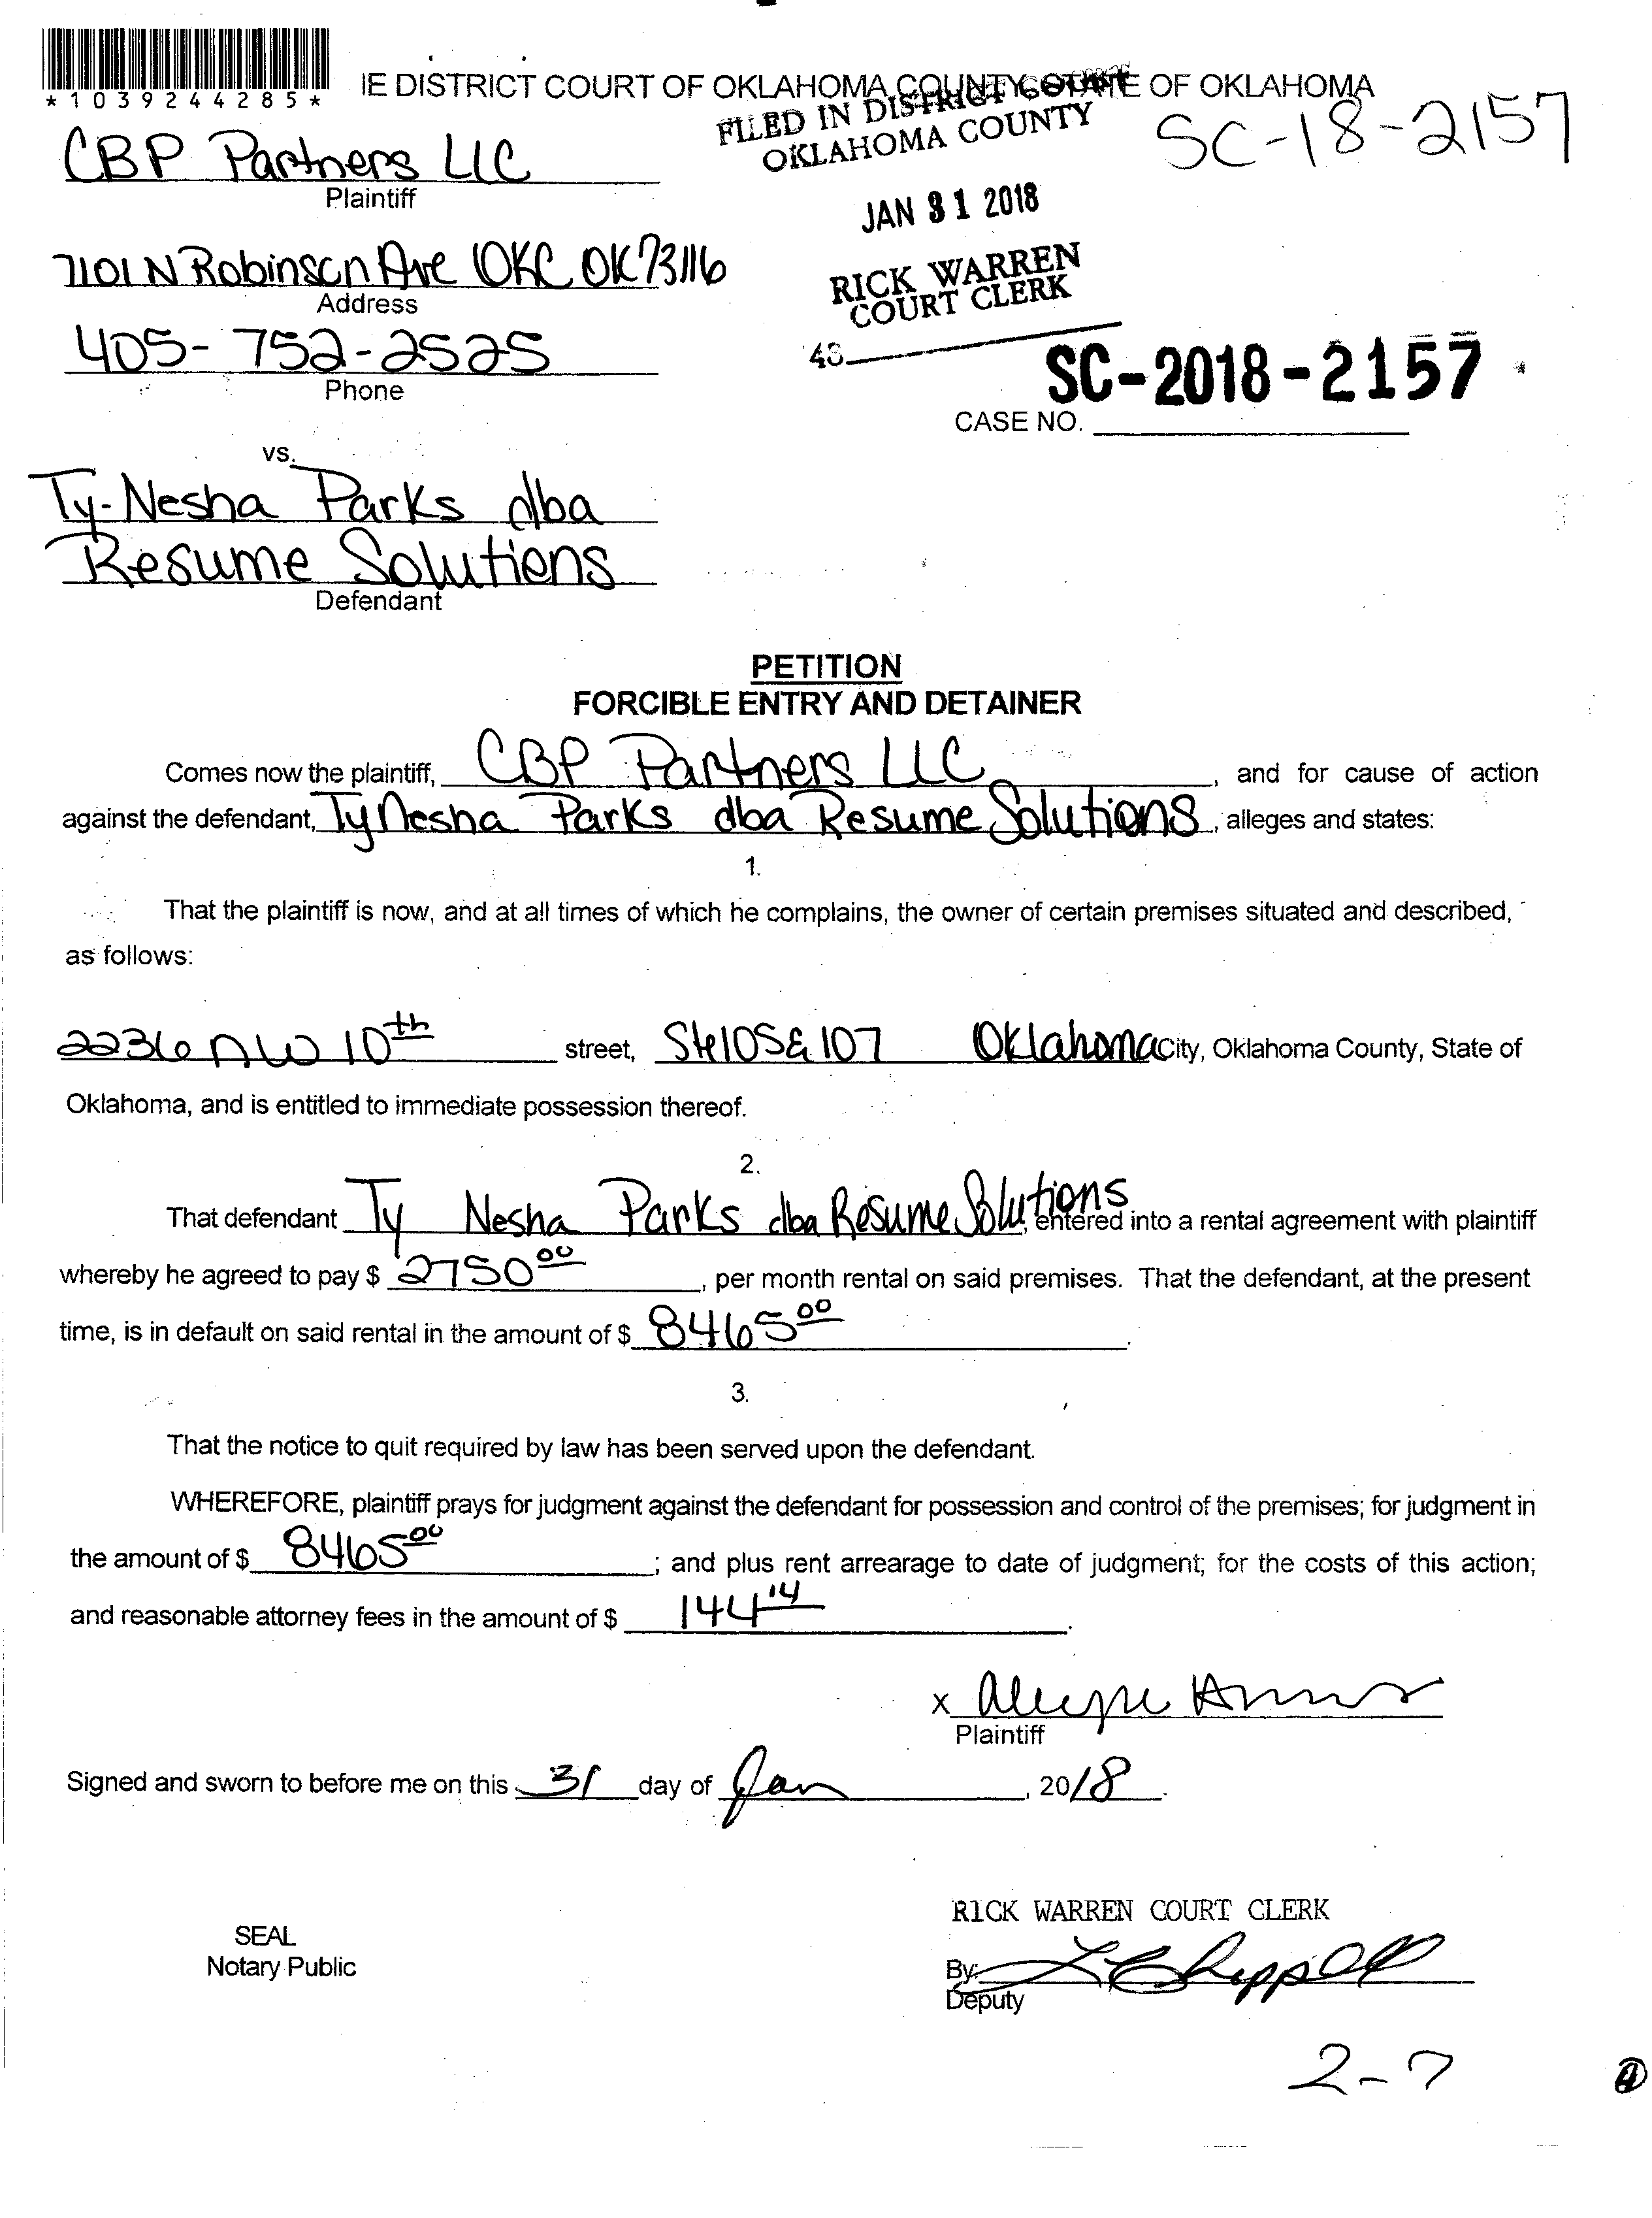 *1039244285*
IE DISTRICT COURT OF OKLAHOMA COUNTY, STATE OF OKLAHOMA
FILED IN DISTRICT COURT
OKLAHOMA COUNTY
SC-18-2157
CBP Partners LLC
Plaintiff
JAN 31 2018
7101 N Robinson Ave OKC OK 73116
Address
RICK WARREN
COURT CLERK
405-752-2525
Phone
48
SC-2018-2157
CASE NO.
vs.
Ty-Nesha Parks dba
Resume Solutions
Defendant
PETITION
FORCIBLE ENTRY AND DETAINER
Comes now the plaintiff, CBP Partners LLC, and for cause of action
against the defendant, TyNesha Parks dba Resume Solutions, alleges and states:
1.
That the plaintiff is now, and at all times of which he complains, the owner of certain premises situated and described,
as follows:
2236 NW 10th street, Ste 105 & 107 Oklahoma City, Oklahoma County, State of
Oklahoma, and is entitled to immediate possession thereof.
2.
That defendant Ty Nesha Parks dba Resume Solutions, entered into a rental agreement with plaintiff
whereby he agreed to pay $ 2750 00, per month rental on said premises. That the defendant, at the present
time, is in default on said rental in the amount of $ 8465 00.
3.
That the notice to quit required by law has been served upon the defendant.
WHEREFORE, plaintiff prays for judgment against the defendant for possession and control of the premises; for judgment in
the amount of $ 8465 00; and plus rent arrearage to date of judgment; for the costs of this action;
and reasonable attorney fees in the amount of $ 144 14.
x
Plaintiff
Signed and sworn to before me on this 31 day of Jan, 2018.
RICK WARREN COURT CLERK
SEAL
Notary Public
By:
Deputy
2-7
4